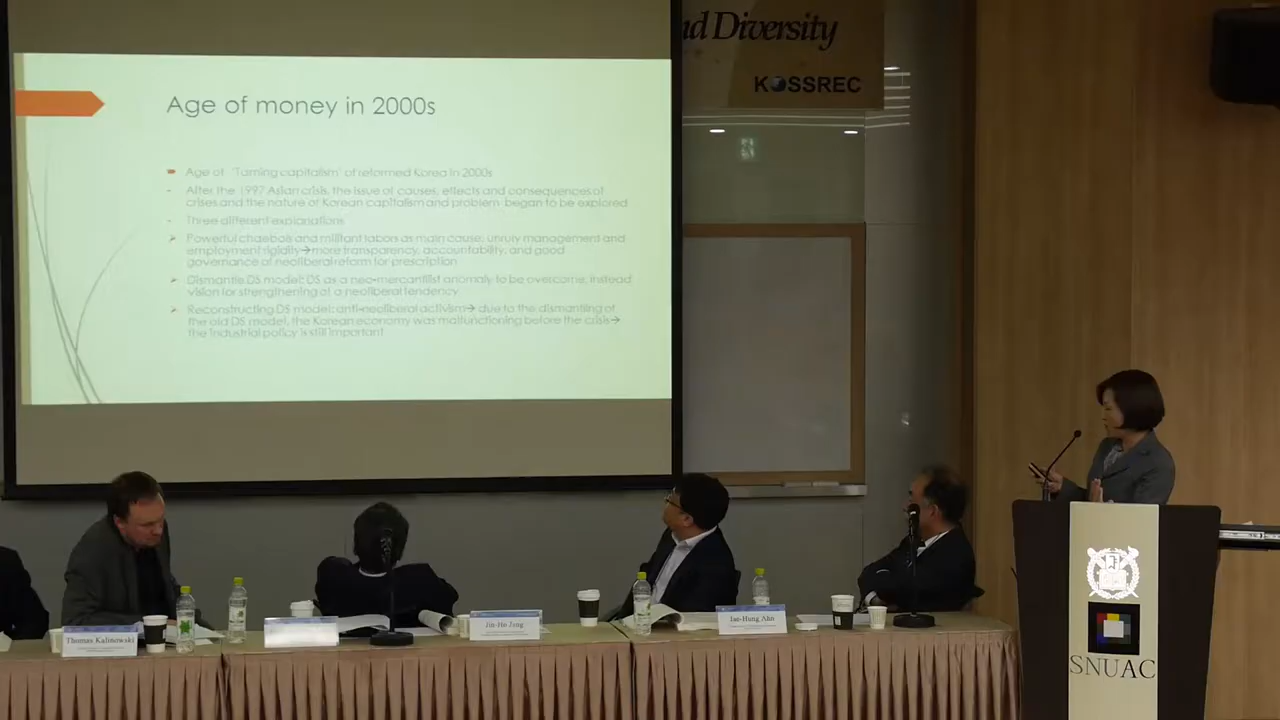 nd Diversity
KOSSREC
Age of money in 2000s
Age of 'Taming capitalism' of reformed Korea in 2000s
- After the 1997 Asian crisis, the issue of causes, effects and consequences of
crises and the nature of Korean capitalism and problem began to be explored
- Three different explanations
Powerful chaebols and militant labors as main cause, unruly management and
employment rigidity→more transparency, accountability, and good
governance of neoliberal reform for prescription
Dismantle DS model: DS as a neo-mercantilist anomaly to be overcome, instead
vision for strengthening of a neoliberal tendency
Reconstructing DS model: anti-neoliberal activism→ due to the dismantling of
the old DS model, the Korean economy was malfunctioning before the crisis→
the industrial policy is still important
Thomas Kalinowski
Jin-Ho Jang
Jae-Hung Ahn
SNUAC